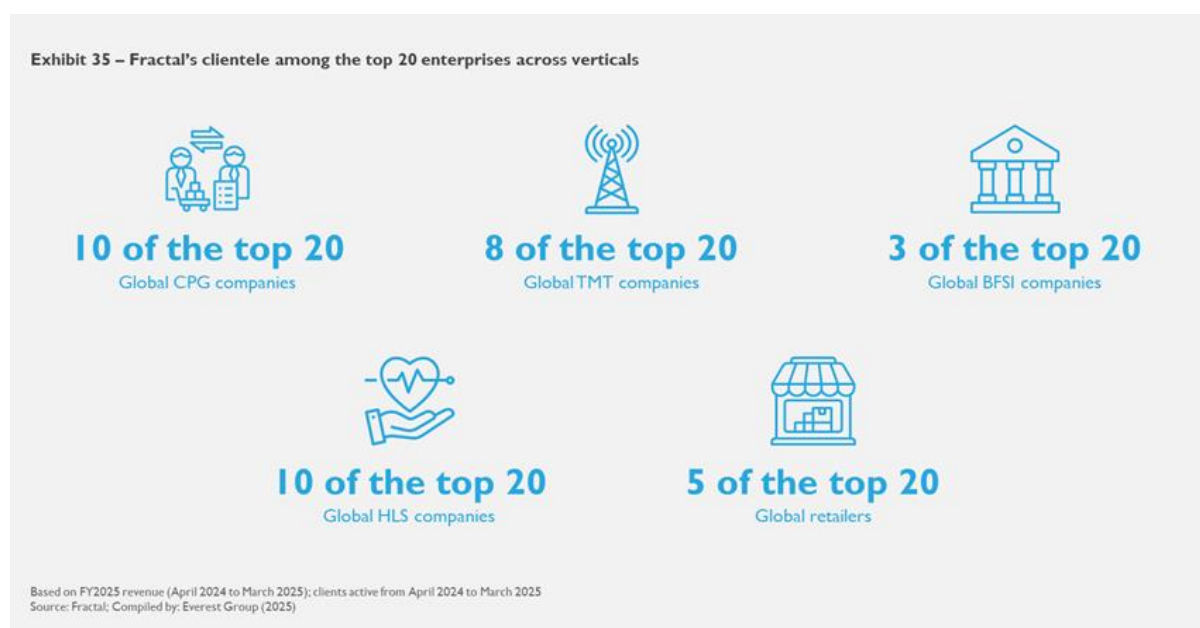 Exhibit 35 – Fractal's clientele among the top 20 enterprises across verticals
10 of the top 20
Global CPG companies
8 of the top 20
Global TMT companies
3 of the top 20
Global BFSI companies
10 of the top 20
Global HLS companies
5 of the top 20
Global retailers
Based on FY2025 revenue (April 2024 to March 2025); clients active from April 2024 to March 2025
Source: Fractal; Compiled by: Everest Group (2025)